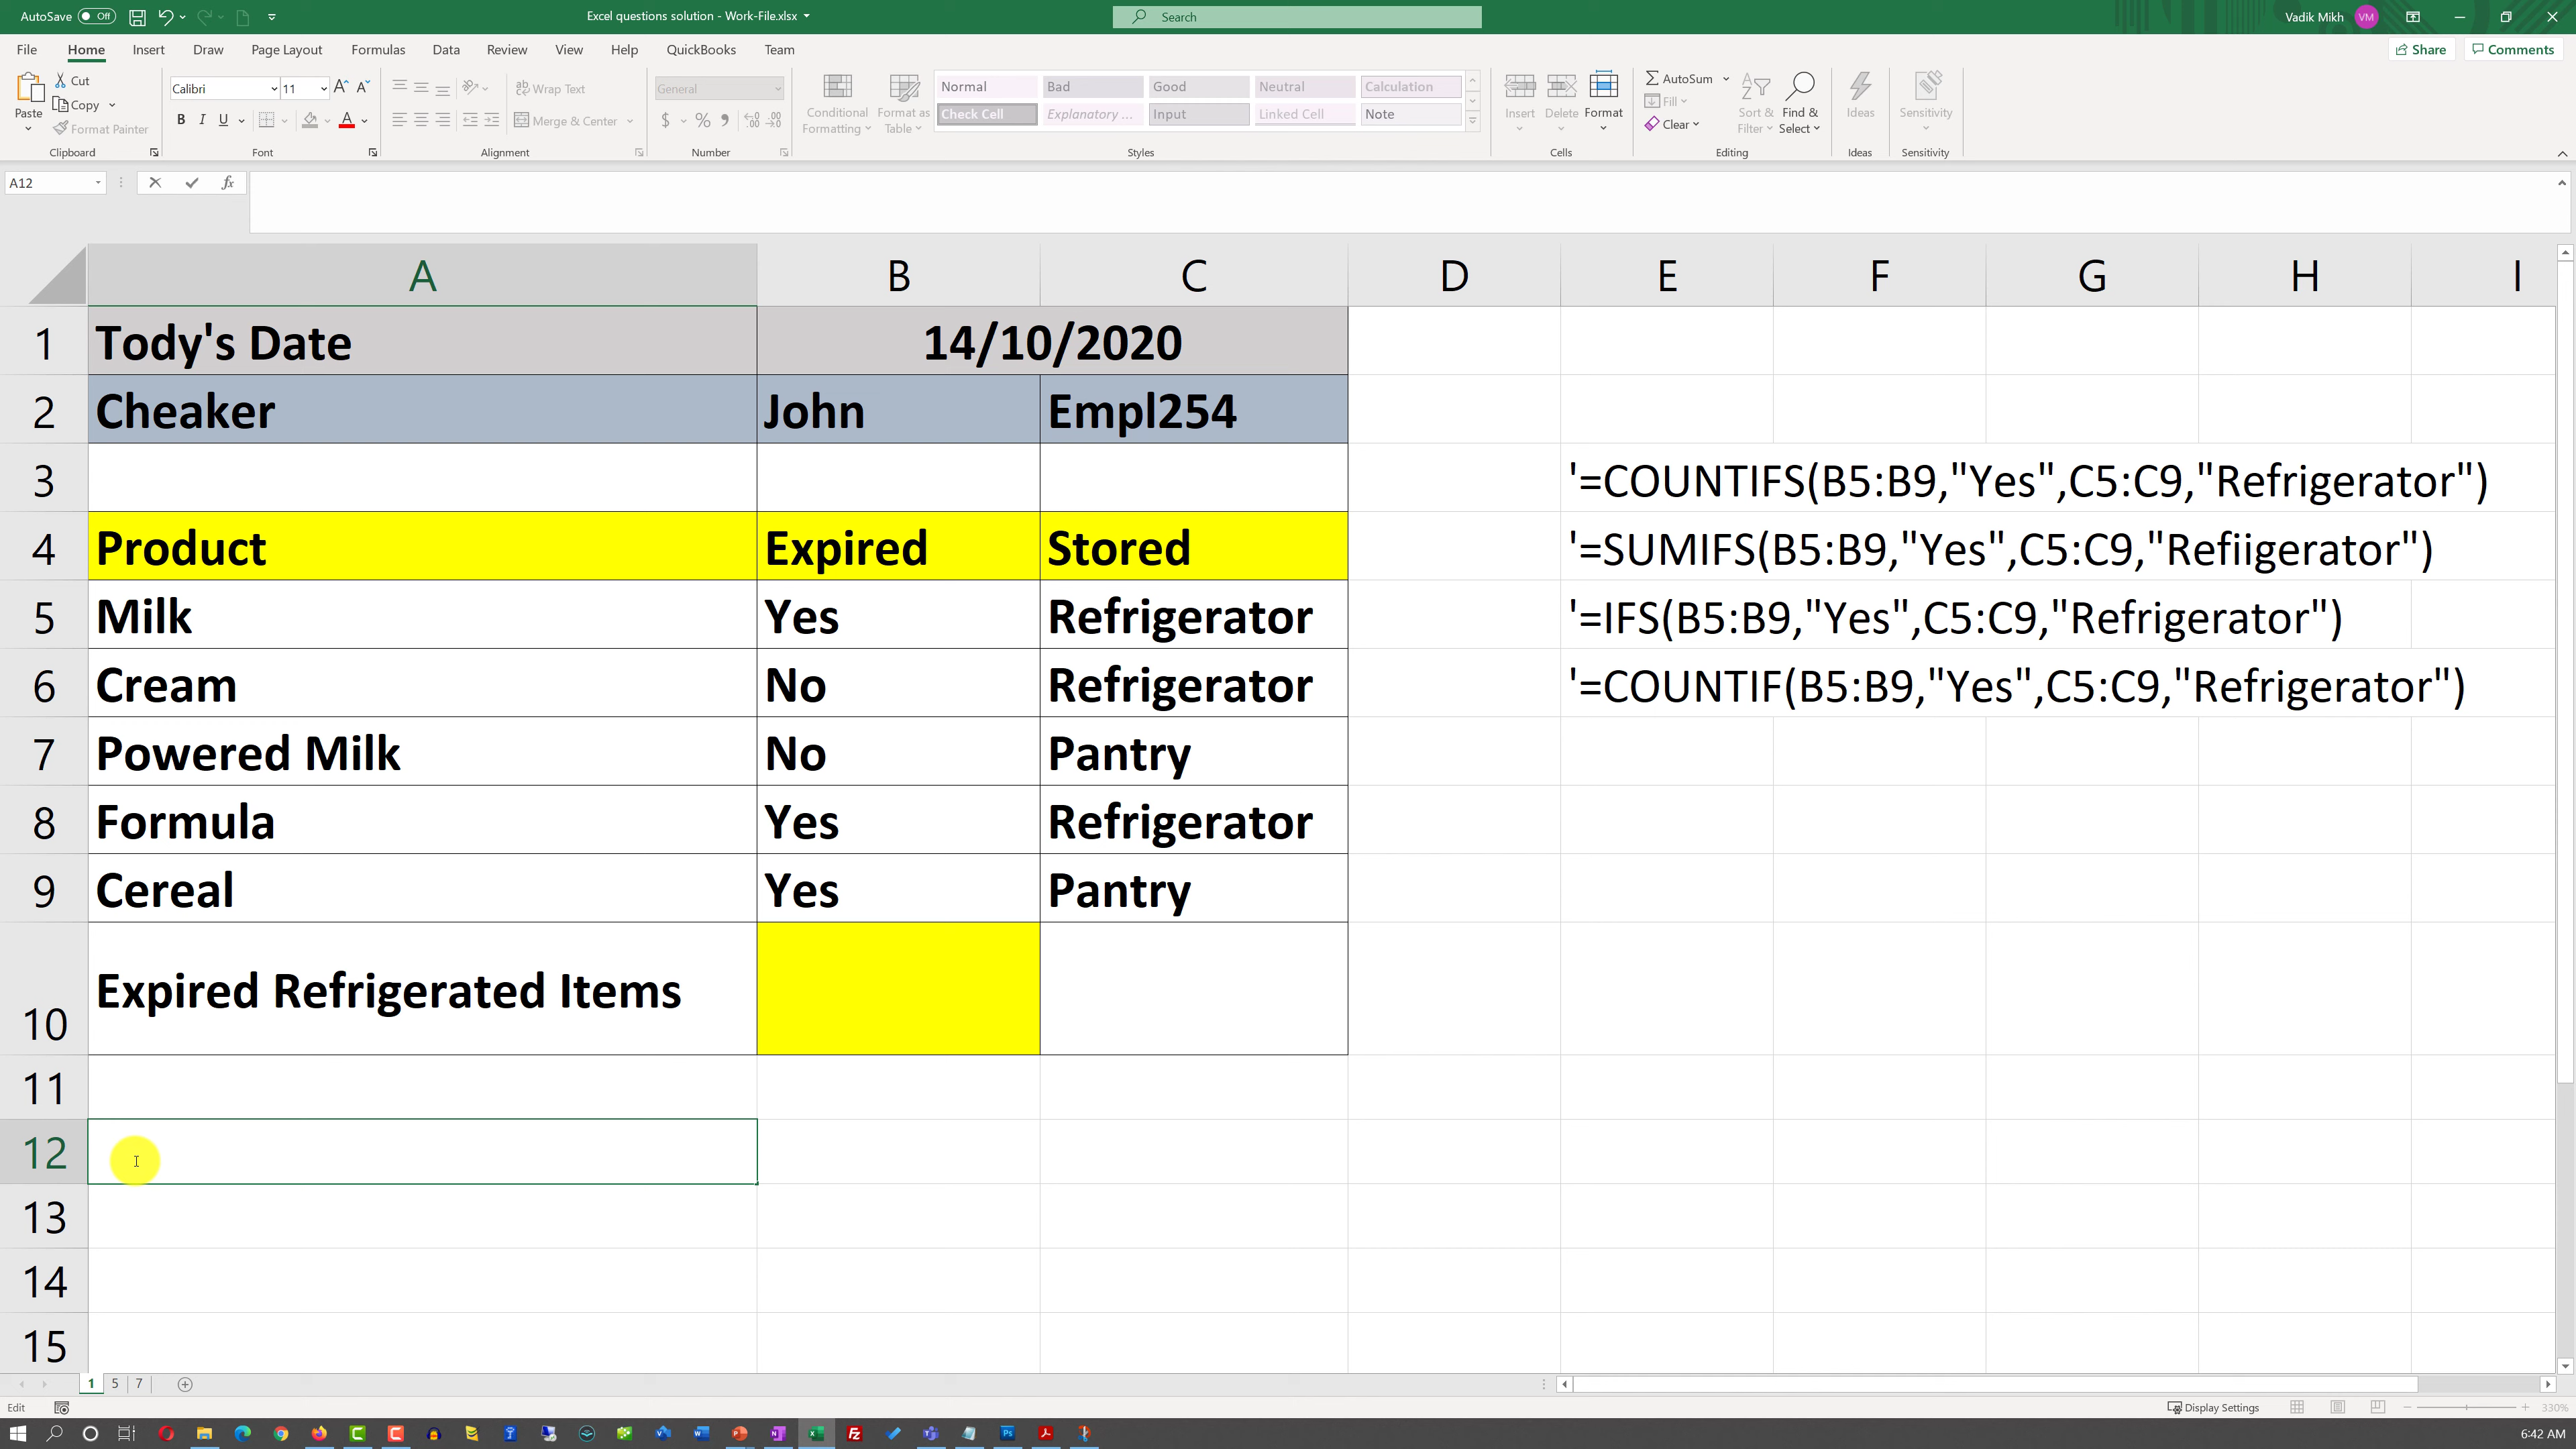 AutoSave Off
Excel questions solution - Work-File.xlsx
Search
Vadik Mikh VM
File Home Insert Draw Page Layout Formulas Data Review View Help QuickBooks Team
Share Comments
Paste
Cut
Copy
Format Painter
Clipboard
Calibri 11
B I U
Font
Wrap Text
Merge & Center
Alignment
General
$ %
Number
Conditional Formatting
Format as Table
Normal Bad Good Neutral Calculation
Check Cell Explanatory ... Input Linked Cell Note
Styles
Insert Delete Format
Cells
AutoSum
Fill
Clear
Sort & Filter
Find & Select
Editing
Ideas
Ideas
Sensitivity
Sensitivity
A12 fx
A B C D E F G H I
1 Tody's Date 14/10/2020
2 Cheaker John Empl254
3 '=COUNTIFS(B5:B9,"Yes",C5:C9,"Refrigerator")
4 Product Expired Stored '=SUMIFS(B5:B9,"Yes",C5:C9,"Refiigerator")
5 Milk Yes Refrigerator '=IFS(B5:B9,"Yes",C5:C9,"Refrigerator")
6 Cream No Refrigerator '=COUNTIF(B5:B9,"Yes",C5:C9,"Refrigerator")
7 Powered Milk No Pantry
8 Formula Yes Refrigerator
9 Cereal Yes Pantry
10 Expired Refrigerated Items
11
12
13
14
15
1 5 7
Edit
Display Settings
330%
6:42 AM